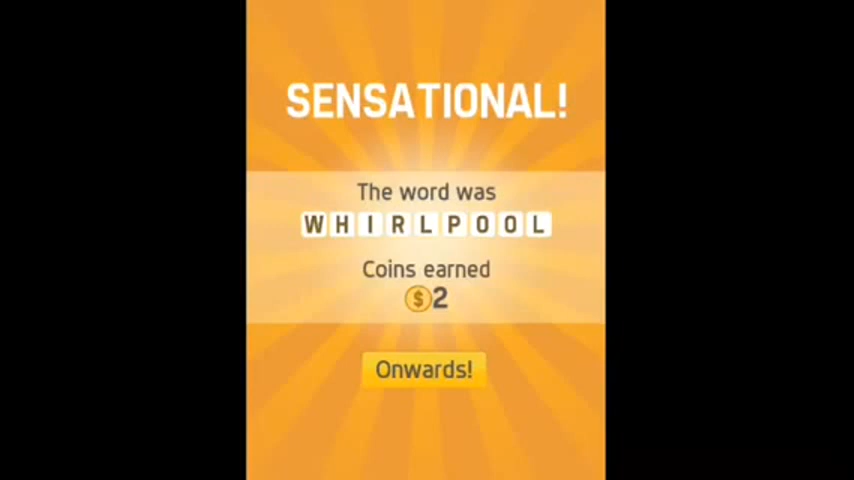 SENSATIONAL!
The word was
WHIRLPOOL
Coins earned
$2
Onwards!